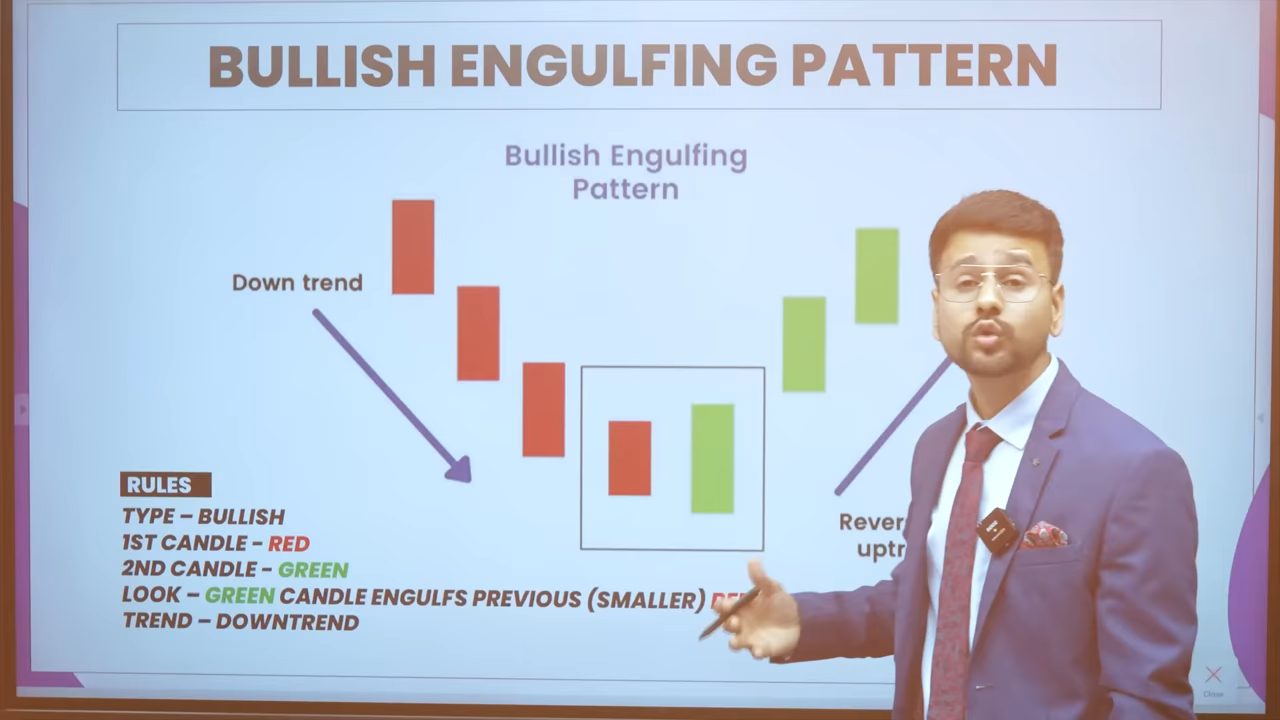 BULLISH ENGULFING PATTERN
Bullish Engulfing
Pattern
Down trend
RULES
TYPE – BULLISH
1ST CANDLE - RED
2ND CANDLE - GREEN
LOOK – GREEN CANDLE ENGULFS PREVIOUS (SMALLER)
TREND – DOWNTREND
Close